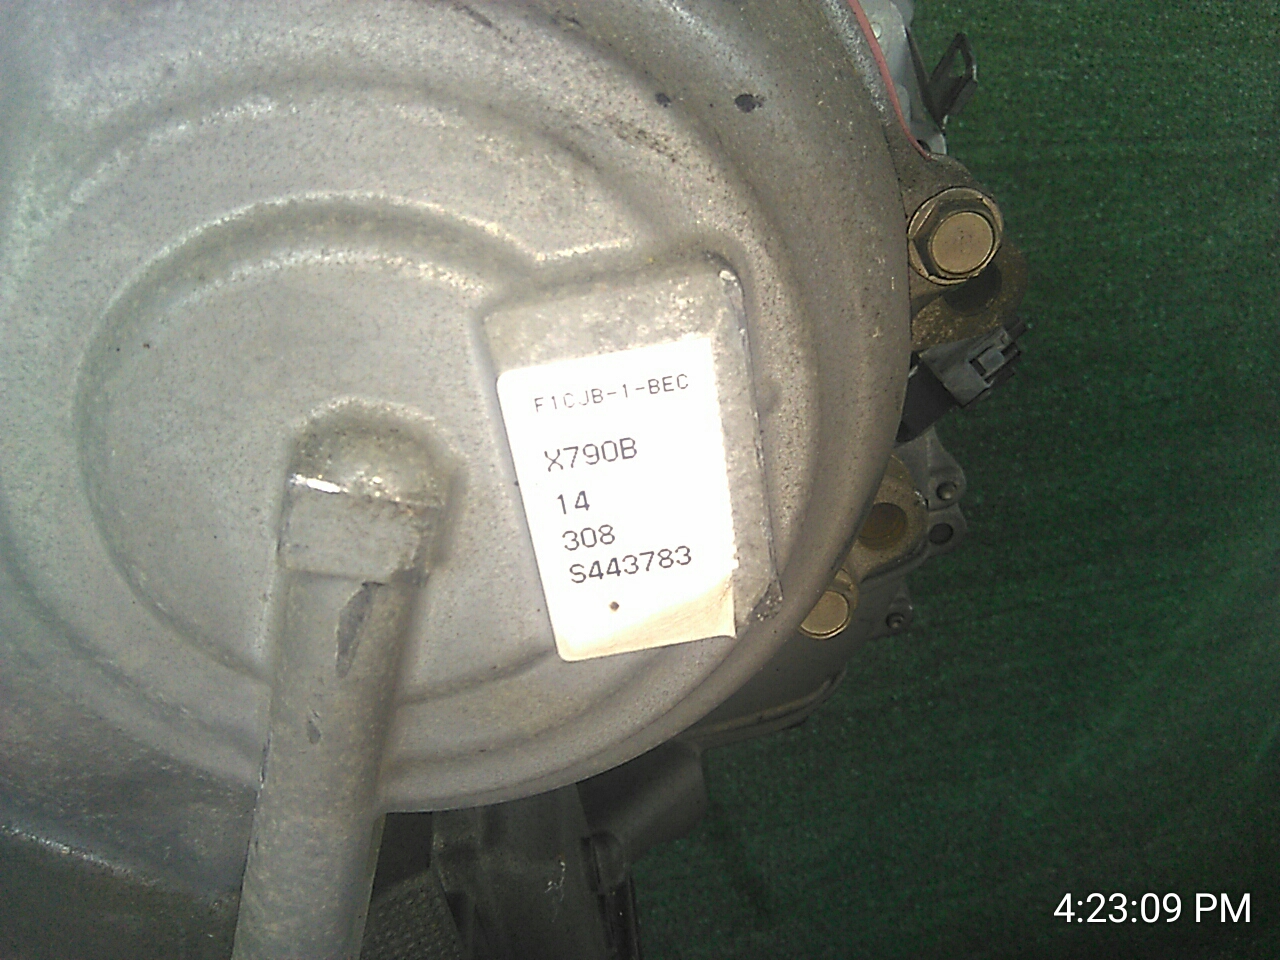 F1CJB-1-BEC
X790B
14
308
S443783
4:23:09 PM